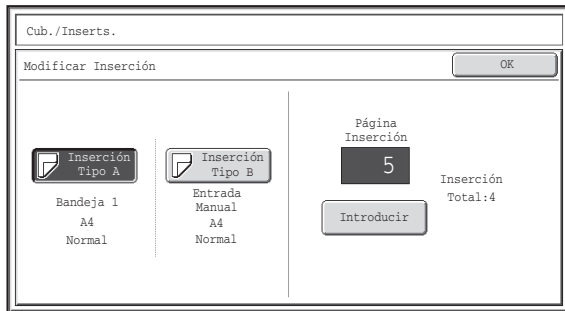 Cub./Inserts.
Modificar Inserción
OK
Inserción
Tipo A
Bandeja 1
A4
Normal
Inserción
Tipo B
Entrada
Manual
A4
Normal
Página
Inserción
5
Introducir
Inserción
Total:4